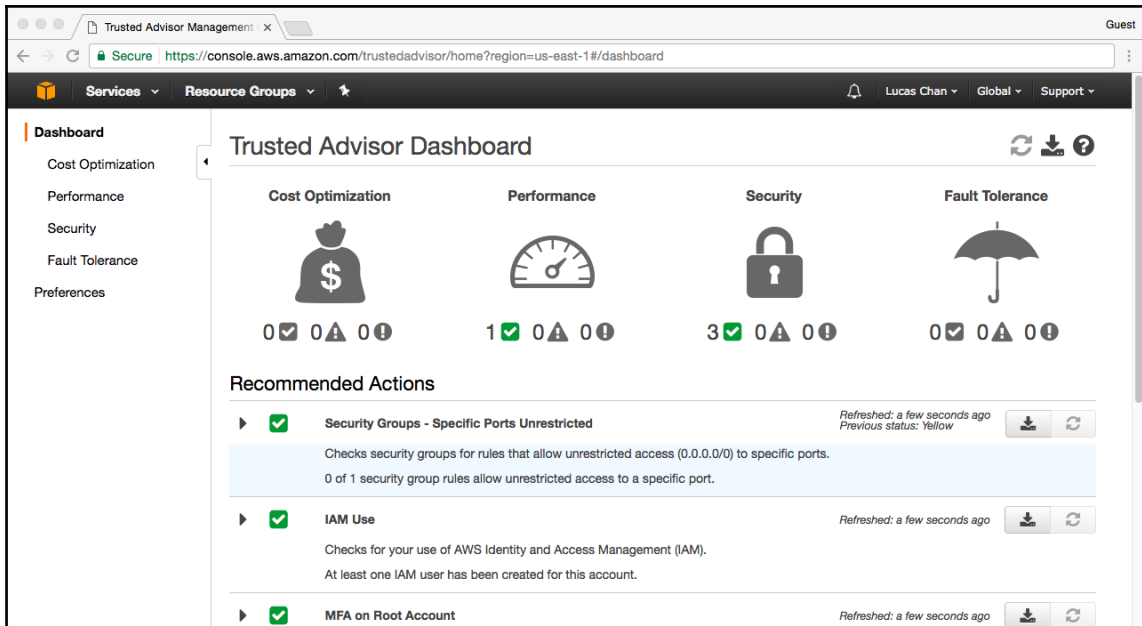 Trusted Advisor Management
Guest
Secure https://console.aws.amazon.com/trustedadvisor/home?region=us-east-1#/dashboard
Services Resource Groups Lucas Chan Global Support
Dashboard
Cost Optimization
Performance
Security
Fault Tolerance
Preferences
Trusted Advisor Dashboard
Cost Optimization Performance Security Fault Tolerance
$
0 0 0 1 0 0 3 0 0 0 0 0
Recommended Actions
Security Groups - Specific Ports Unrestricted
Refreshed: a few seconds ago
Previous status: Yellow
Checks security groups for rules that allow unrestricted access (0.0.0.0/0) to specific ports.
0 of 1 security group rules allow unrestricted access to a specific port.
IAM Use Refreshed: a few seconds ago
Checks for your use of AWS Identity and Access Management (IAM).
At least one IAM user has been created for this account.
MFA on Root Account Refreshed: a few seconds ago